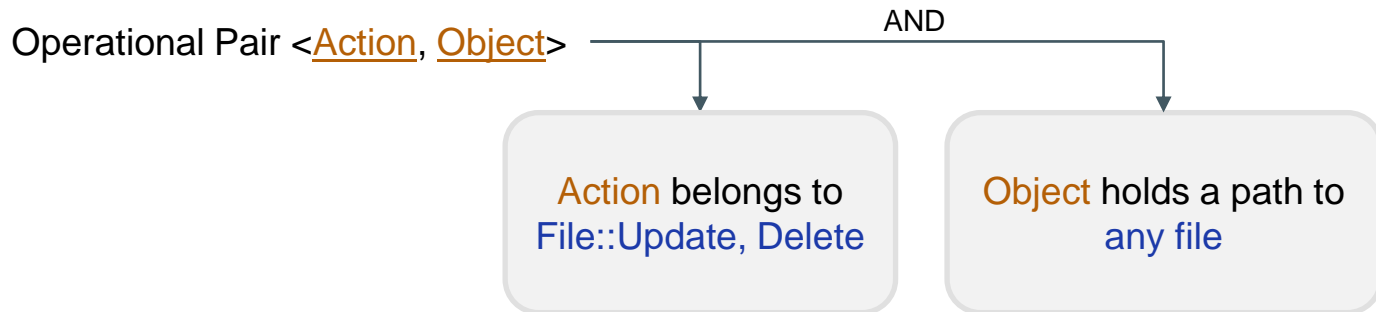 Operational Pair <Action, Object>
AND
Action belongs to
File::Update, Delete
Object holds a path to
any file